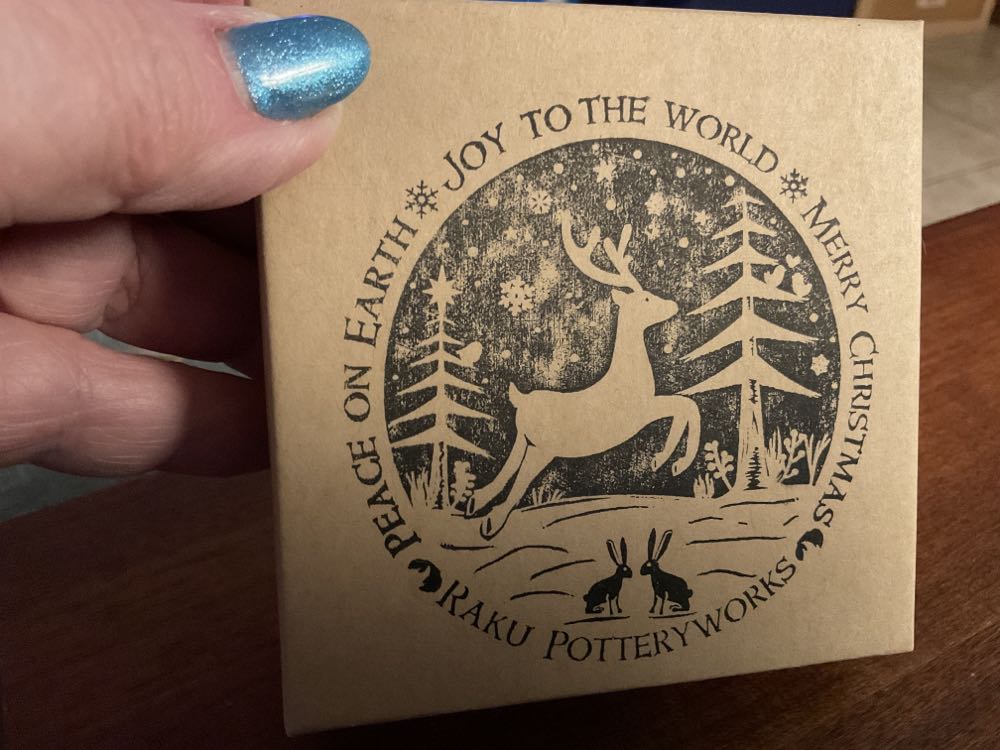 PEACE ON EARTH
JOY TO THE WORLD
MERRY CHRISTMAS
RAKU POTTERYWORKS